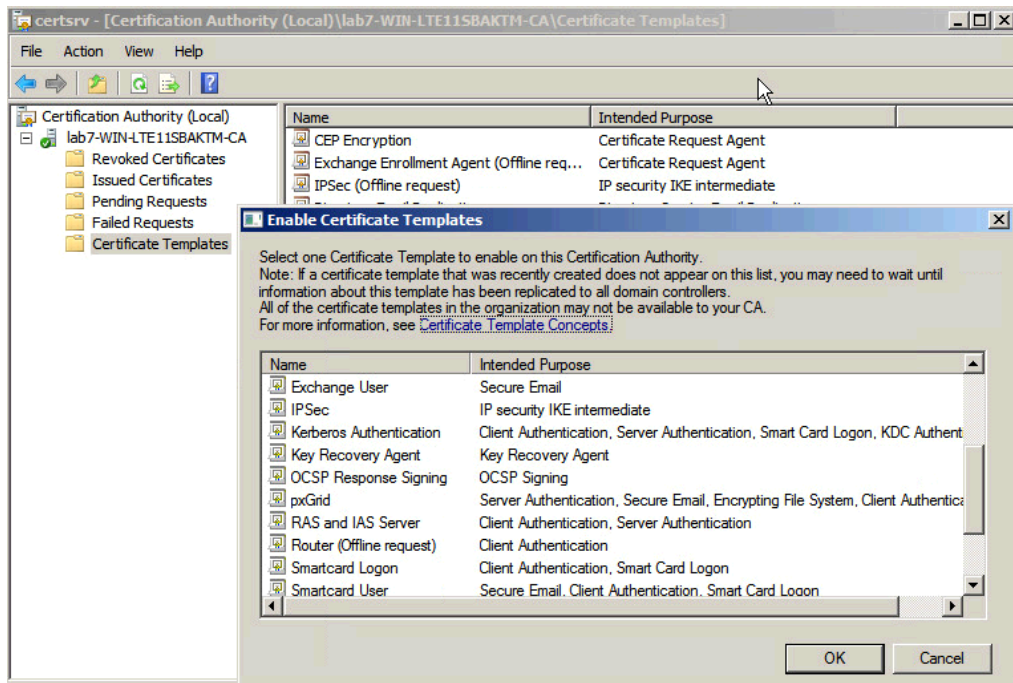 certsrv - [Certification Authority (Local)\lab7-WIN-LTE11SBAKTM-CA\Certificate Templates]
File Action View Help
Certification Authority (Local)
lab7-WIN-LTE11SBAKTM-CA
Revoked Certificates
Issued Certificates
Pending Requests
Failed Requests
Certificate Templates
Name Intended Purpose
CEP Encryption Certificate Request Agent
Exchange Enrollment Agent (Offline req... Certificate Request Agent
IPSec (Offline request) IP security IKE intermediate
Enable Certificate Templates
Select one Certificate Template to enable on this Certification Authority.
Note: If a certificate template that was recently created does not appear on this list, you may need to wait until
information about this template has been replicated to all domain controllers.
All of the certificate templates in the organization may not be available to your CA.
For more information, see Certificate Template Concepts.
Name Intended Purpose
Exchange User Secure Email
IPSec IP security IKE intermediate
Kerberos Authentication Client Authentication, Server Authentication, Smart Card Logon, KDC Authent
Key Recovery Agent Key Recovery Agent
OCSP Response Signing OCSP Signing
pxGrid Server Authentication, Secure Email, Encrypting File System, Client Authentica
RAS and IAS Server Client Authentication, Server Authentication
Router (Offline request) Client Authentication
Smartcard Logon Client Authentication, Smart Card Logon
Smartcard User Secure Email, Client Authentication, Smart Card Logon
OK Cancel